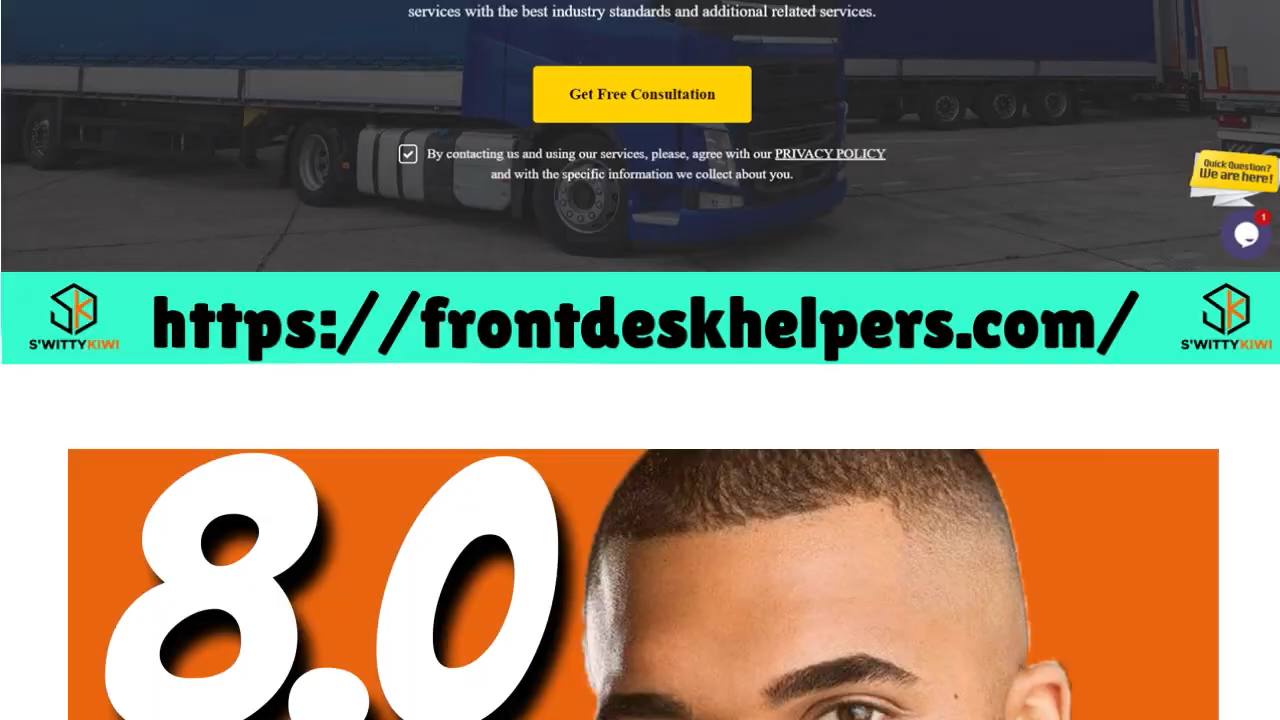 services with the best industry standards and additional related services.
Get Free Consultation
By contacting us and using our services, please, agree with our PRIVACY POLICY
and with the specific information we collect about you.
Quick Question?
We are here!
1
SK
S'WITTYKIWI
https://frontdeskhelpers.com/
SK
S'WITTYKIWI
8.0